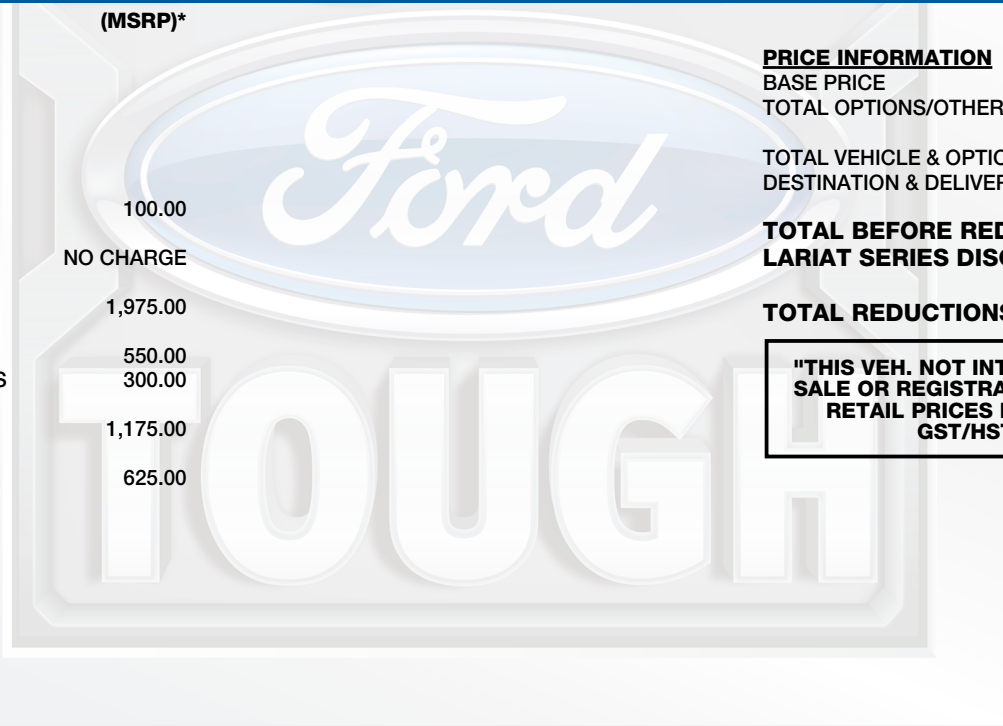 (MSRP)*
100.00
NO CHARGE
1,975.00
550.00
S 300.00
1,175.00
625.00
Ford
TOUGH
PRICE INFORMATION
BASE PRICE
TOTAL OPTIONS/OTHER
TOTAL VEHICLE & OPTIO
DESTINATION & DELIVER
TOTAL BEFORE RED
LARIAT SERIES DISC
TOTAL REDUCTIONS
"THIS VEH. NOT INT
SALE OR REGISTRA
RETAIL PRICES I
GST/HST